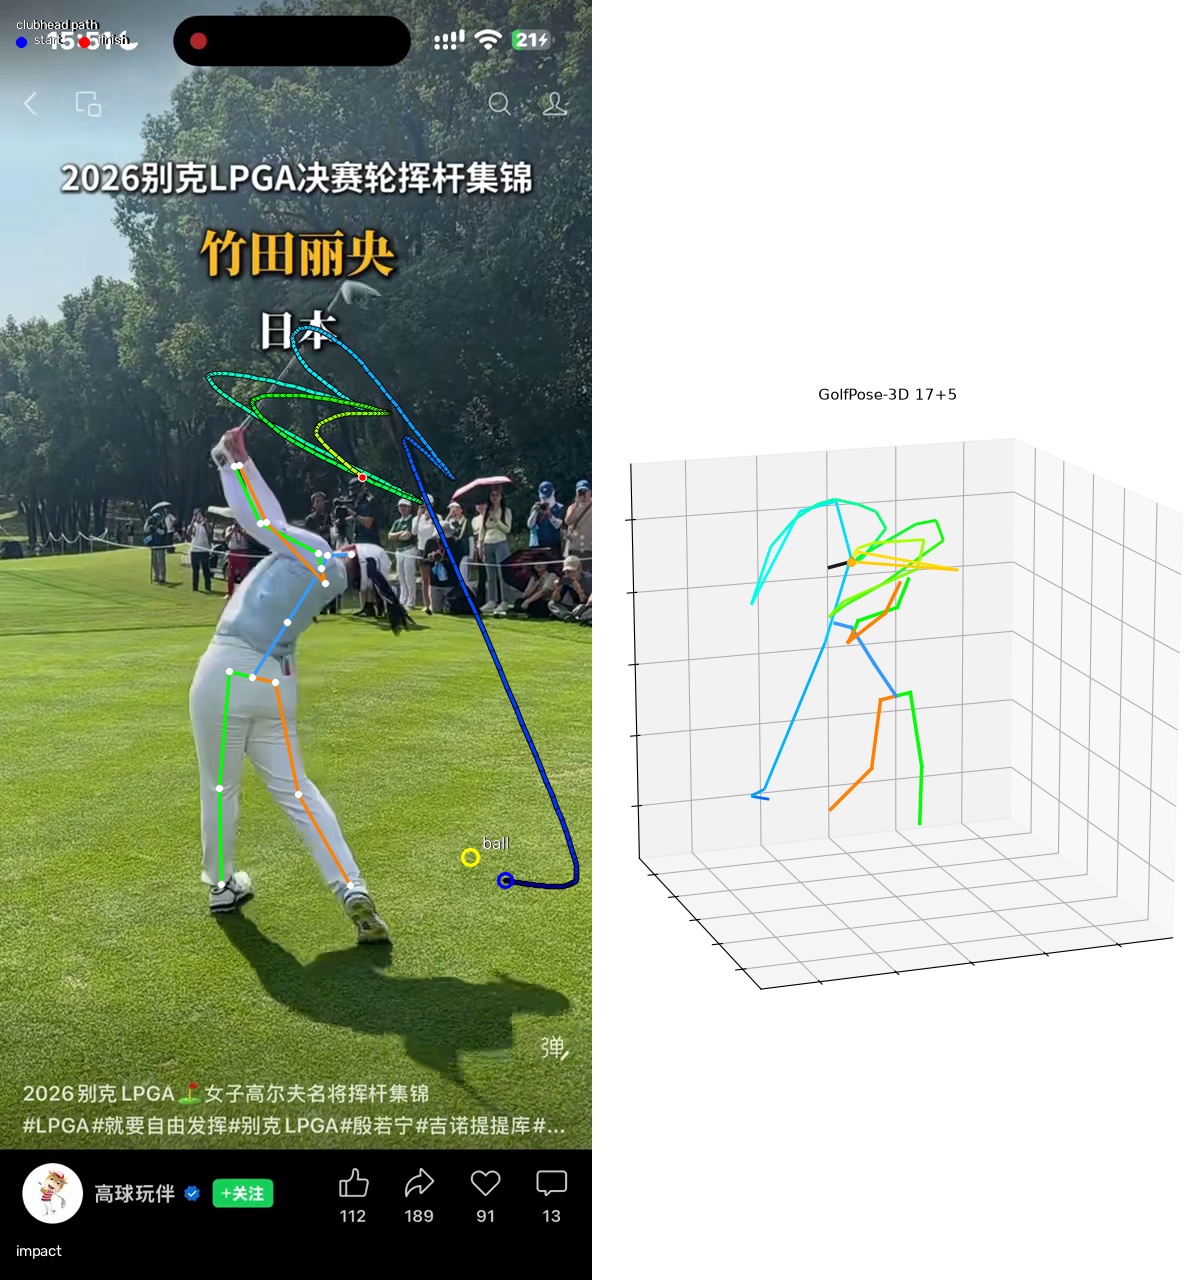 clubhead path
start finish
15:51
21
2026别克LPGA决赛轮挥杆集锦
竹田丽央
日本
ball
弹
2026别克LPGA⛳女子高尔夫名将挥杆集锦
#LPGA#就要自由发挥#别克LPGA#殷若宁#吉诺提提库#...
高球玩伴
+关注
112
189
91
13
impact
GolfPose-3D 17+5